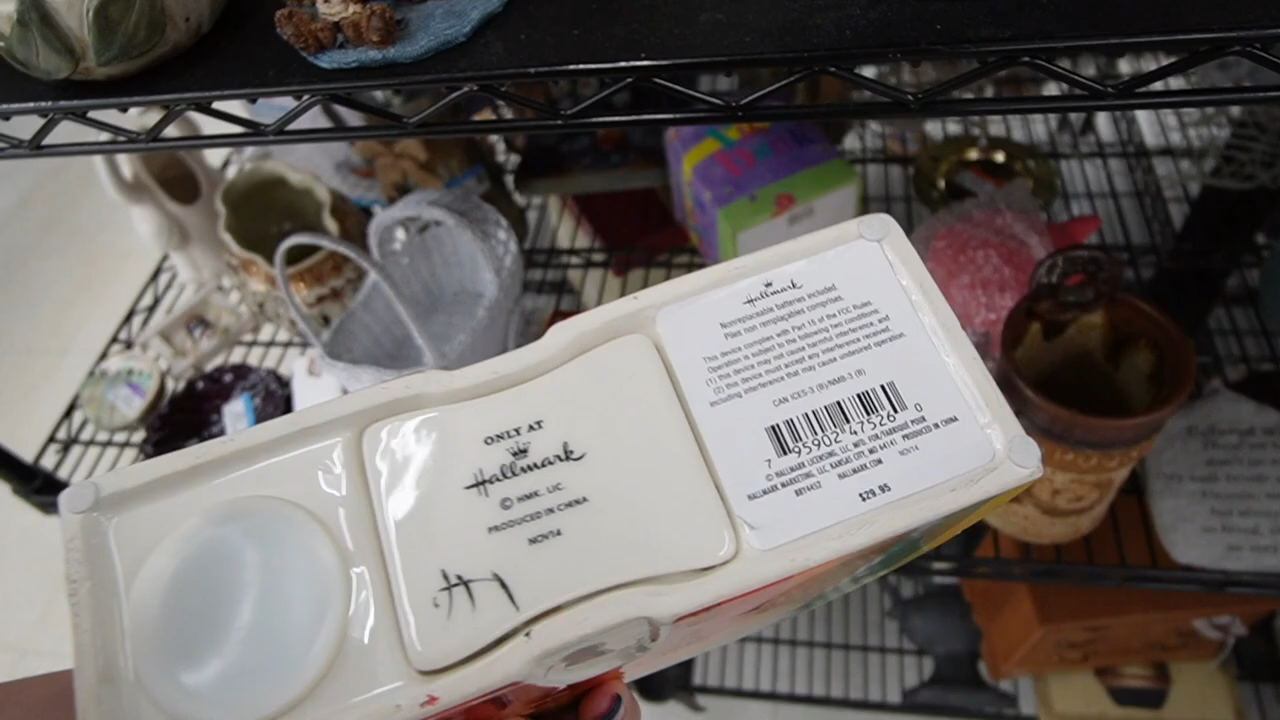 ONLY AT
Hallmark
© HMK. LIC.
PRODUCED IN CHINA
NOV14
Hallmark
Nonreplaceable batteries included.
Piles non remplaçables comprises.
This device complies with Part 15 of the FCC Rules.
Operation is subject to the following two conditions:
(1) this device may not cause harmful interference, and
(2) this device must accept any interference received,
including interference that may cause undesired operation.
CAN ICES-3 (B)/NMB-3 (B)
7 95902 47526 0
© HALLMARK LICENSING, LLC MFD. FOR/FABRIQUÉ POUR
HALLMARK MARKETING, LLC, KANSAS CITY, MO 64141 PRODUCED IN CHINA
HALLMARK.COM NOV14
$29.95